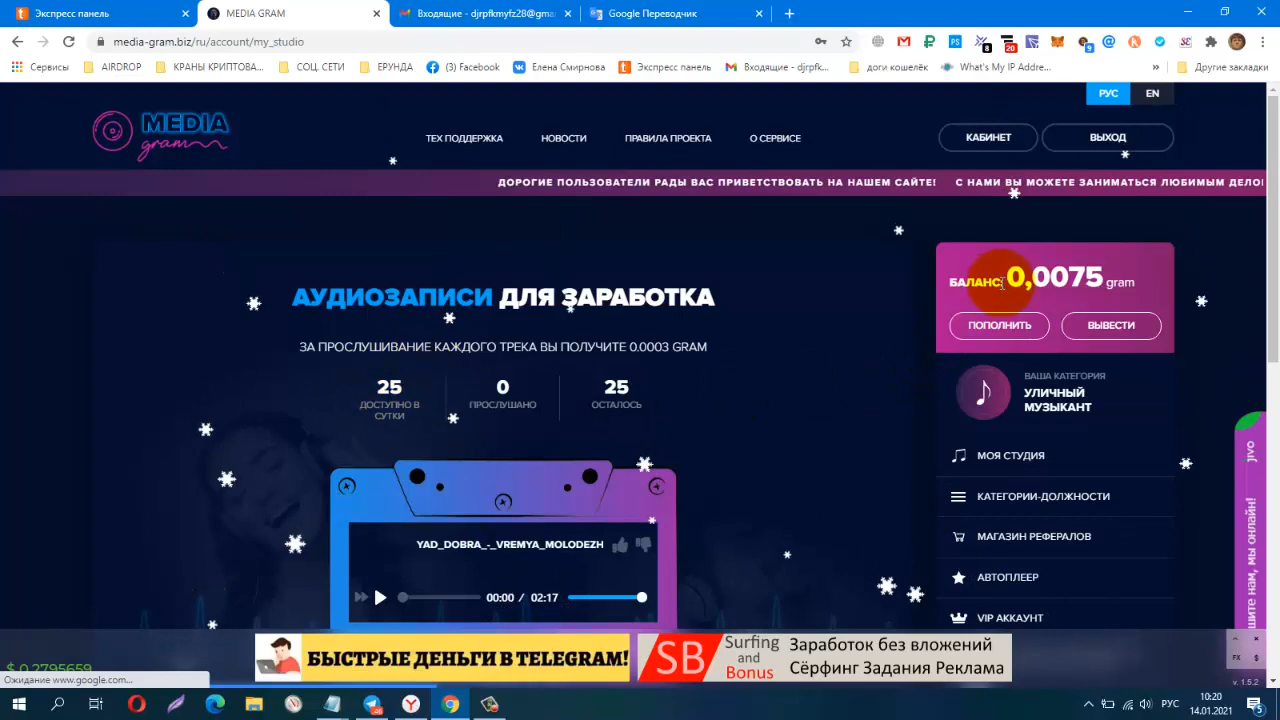 Экспресс панель
MEDIA GRAM
Входящие - djrpfkmyfz28@gma
Google Переводчик
media-gram.biz/ru/account/my_studio
8
20
9
Сервисы
AIRDROP
КРАНЫ КРИПТОВА...
СОЦ. СЕТИ
ЕРУНДА
(3) Facebook
Елена Смирнова
Экспресс панель
Входящие - djrpfk...
доги кошелёк
What's My IP Addre...
»
Другие закладки
РУС
EN
MEDIA
gram
ТЕХ ПОДДЕРЖКА
НОВОСТИ
ПРАВИЛА ПРОЕКТА
О СЕРВИСЕ
КАБИНЕТ
ВЫХОД
ДОРОГИЕ ПОЛЬЗОВАТЕЛИ РАДЫ ВАС ПРИВЕТСТВОВАТЬ НА НАШЕМ САЙТЕ! С НАМИ ВЫ МОЖЕТЕ ЗАНИМАТЬСЯ ЛЮБИМЫМ ДЕЛО
АУДИОЗАПИСИ ДЛЯ ЗАРАБОТКА
ЗА ПРОСЛУШИВАНИЕ КАЖДОГО ТРЕКА ВЫ ПОЛУЧИТЕ 0.0003 GRAM
25
ДОСТУПНО В
СУТКИ
0
ПРОСЛУШАНО
25
ОСТАЛОСЬ
YAD_DOBRA_-_VREMYA_MOLODEZH
00:00 / 02:17
БАЛАНС: 0,0075 gram
ПОПОЛНИТЬ
ВЫВЕСТИ
ВАША КАТЕГОРИЯ
УЛИЧНЫЙ
МУЗЫКАНТ
МОЯ СТУДИЯ
КАТЕГОРИИ-ДОЛЖНОСТИ
МАГАЗИН РЕФЕРАЛОВ
АВТОПЛЕЕР
VIP АККАУНТ
jivo
шите нам, мы онлайн!
$ 0.2795659
Ожидание www.google.com...
БЫСТРЫЕ ДЕНЬГИ В TELEGRAM!
SB
Surfing
and
Bonus
Заработок без вложений
Сёрфинг Задания Реклама
FX $
v. 1.5.2
РУС
10:20
14.01.2021